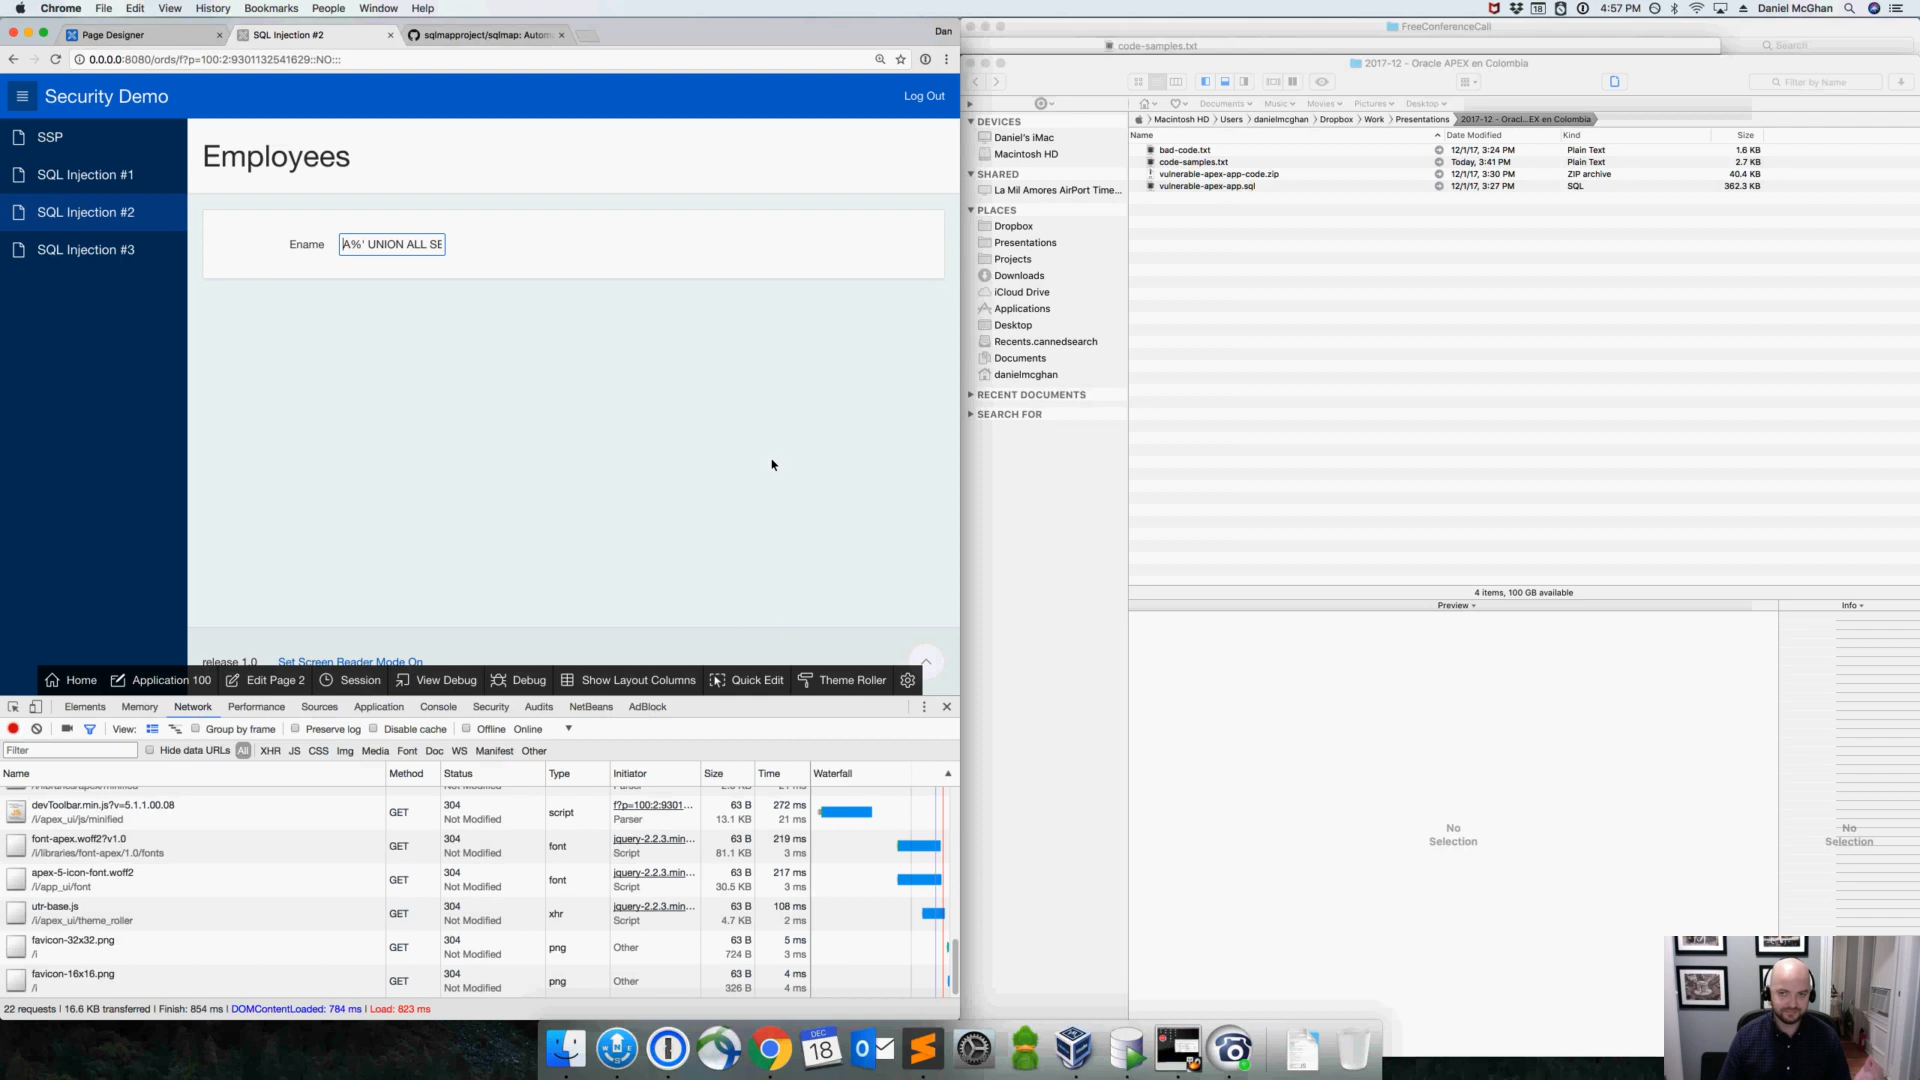 Chrome File Edit View History Bookmarks People Window Help
18 4:57 PM Daniel McGhan
Page Designer
SQL Injection #2
sqlmapproject/sqlmap: Autom
Dan
0.0.0.0:8080/ords/f?p=100:2:9301132541629::NO:::
Security Demo
Log Out
SSP
SQL Injection #1
SQL Injection #2
SQL Injection #3
Employees
Ename A%' UNION ALL SE
release 1.0 Set Screen Reader Mode On
Home Application 100 Edit Page 2 Session View Debug Debug Show Layout Columns Quick Edit Theme Roller
Elements Memory Network Performance Sources Application Console Security Audits NetBeans AdBlock
View: Group by frame Preserve log Disable cache Offline Online
Filter Hide data URLs All XHR JS CSS Img Media Font Doc WS Manifest Other
Name Method Status Type Initiator Size Time Waterfall
devToolbar.min.js?v=5.1.1.00.08 GET 304 script f?p=100:2:9301... 63 B 272 ms
/i/apex_ui/js/minified Not Modified Parser 13.1 KB 21 ms
font-apex.woff2?v1.0 GET 304 font jquery-2.2.3.min... 63 B 219 ms
/i/libraries/font-apex/1.0/fonts Not Modified Script 81.1 KB 3 ms
apex-5-icon-font.woff2 GET 304 font jquery-2.2.3.min... 63 B 217 ms
/i/app_ui/font Not Modified Script 30.5 KB 3 ms
utr-base.js GET 304 xhr jquery-2.2.3.min... 63 B 108 ms
/i/apex_ui/theme_roller Not Modified Script 4.7 KB 2 ms
favicon-32x32.png GET 304 png Other 63 B 5 ms
/i Not Modified 724 B 3 ms
favicon-16x16.png GET 304 png Other 63 B 4 ms
/i Not Modified 326 B 4 ms
22 requests | 16.6 KB transferred | Finish: 854 ms | DOMContentLoaded: 784 ms | Load: 823 ms
FreeConferenceCall
code-samples.txt
Search
2017-12 - Oracle APEX en Colombia
Filter by Name
Documents Music Movies Pictures Desktop
Macintosh HD Users danielmcghan Dropbox Work Presentations 2017-12 - Oracl...EX en Colombia
Name Date Modified Kind Size
bad-code.txt 12/1/17, 3:24 PM Plain Text 1.6 KB
code-samples.txt Today, 3:41 PM Plain Text 2.7 KB
vulnerable-apex-app-code.zip 12/1/17, 3:30 PM ZIP archive 40.4 KB
vulnerable-apex-app.sql 12/1/17, 3:27 PM SQL 362.3 KB
DEVICES
Daniel's iMac
Macintosh HD
SHARED
La Mil Amores AirPort Time...
PLACES
Dropbox
Presentations
Projects
Downloads
iCloud Drive
Applications
Desktop
Recents.cannedsearch
Documents
danielmcghan
RECENT DOCUMENTS
SEARCH FOR
4 items, 100 GB available
Preview Info
No Selection
No Selection
DEC
18